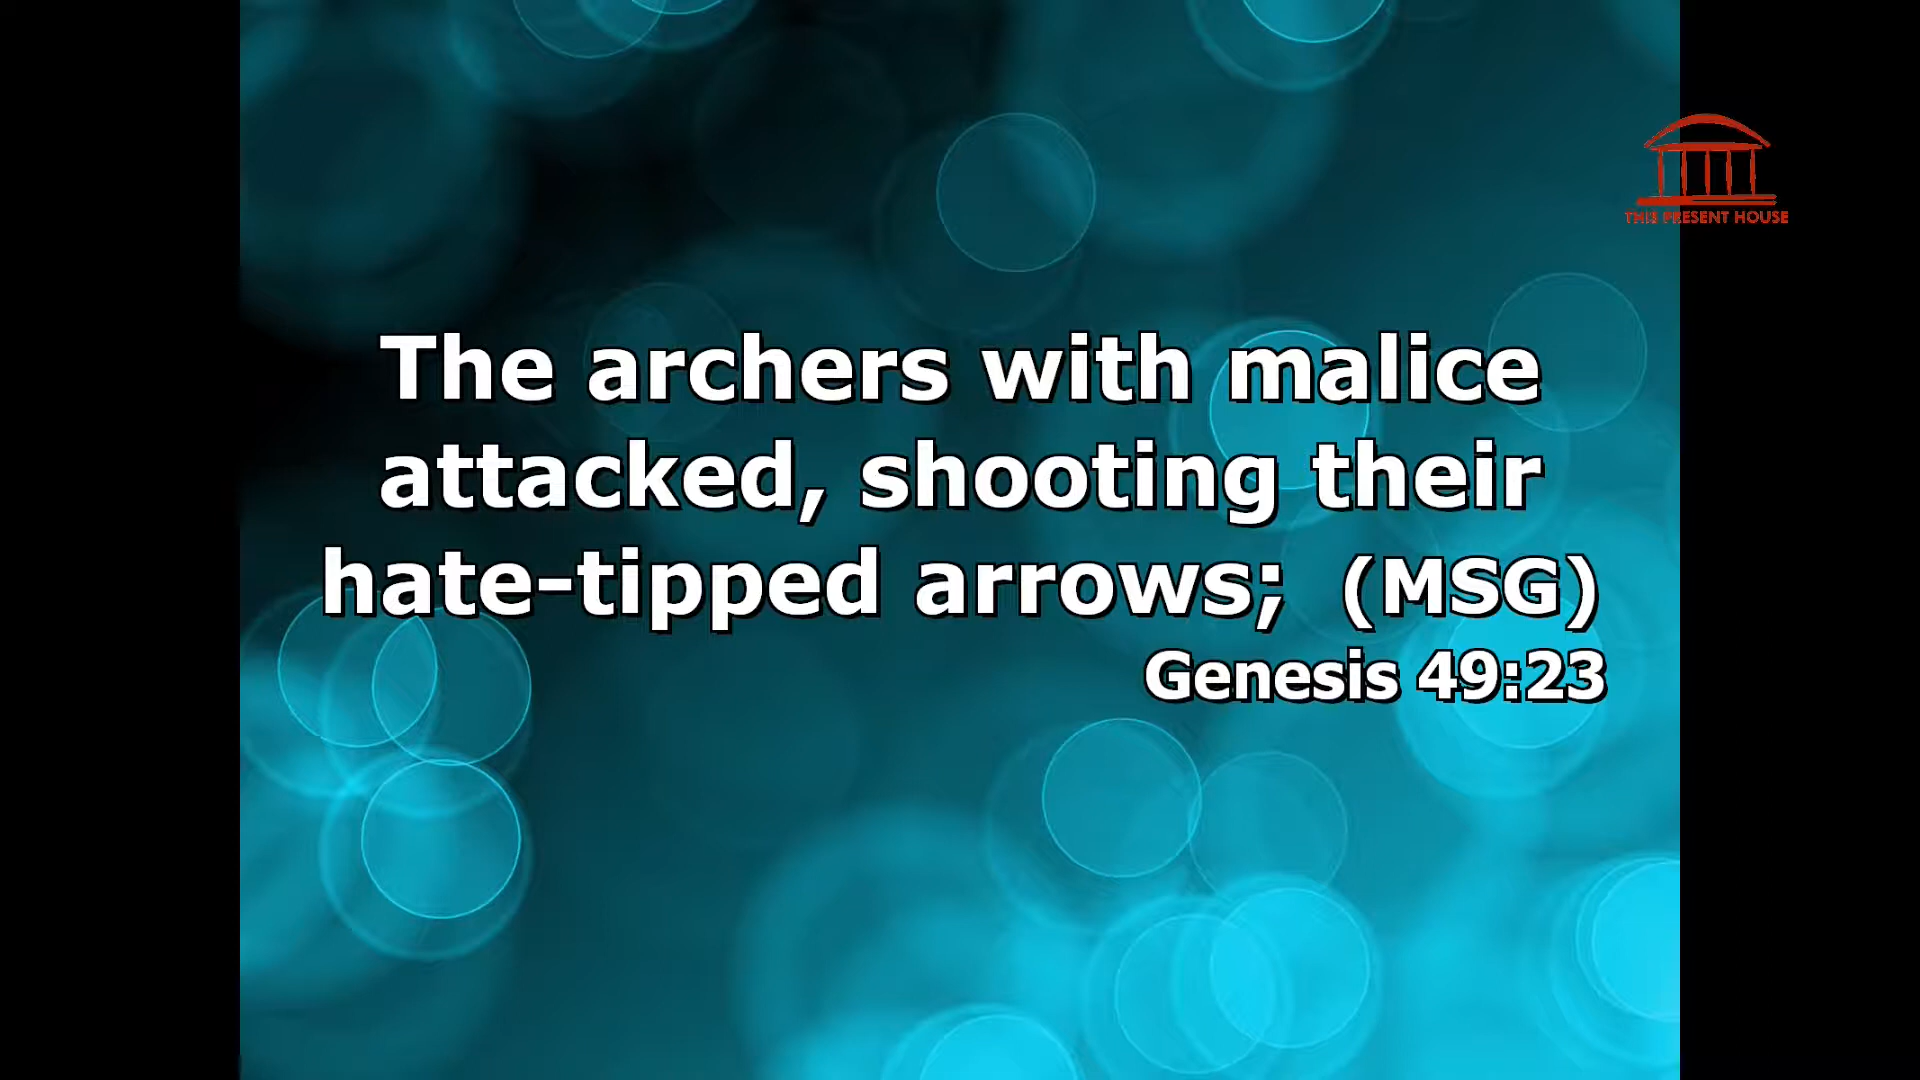 THIS PRESENT HOUSE
The archers with malice
attacked, shooting their
hate-tipped arrows; (MSG)
Genesis 49:23